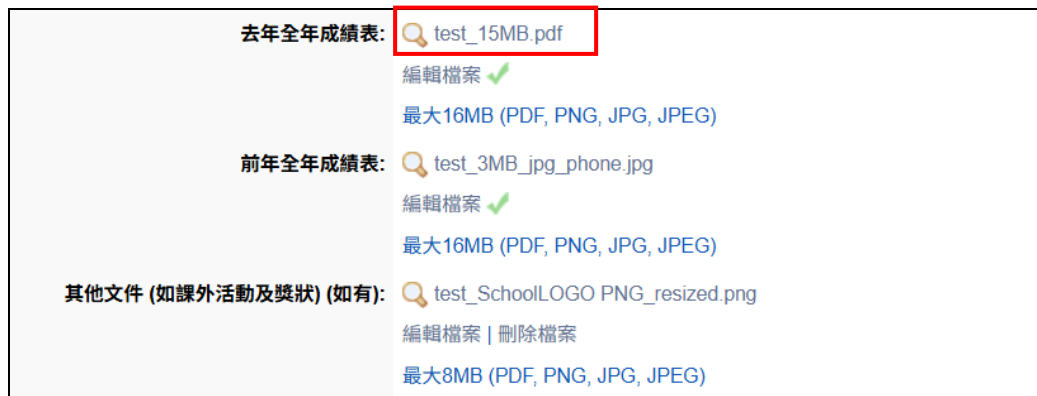 去年全年成績表: test_15MB.pdf
編輯檔案
最大16MB (PDF, PNG, JPG, JPEG)
前年全年成績表: test_3MB_jpg_phone.jpg
編輯檔案
最大16MB (PDF, PNG, JPG, JPEG)
其他文件 (如課外活動及獎狀) (如有): test_SchoolLOGO PNG_resized.png
編輯檔案 | 刪除檔案
最大8MB (PDF, PNG, JPG, JPEG)